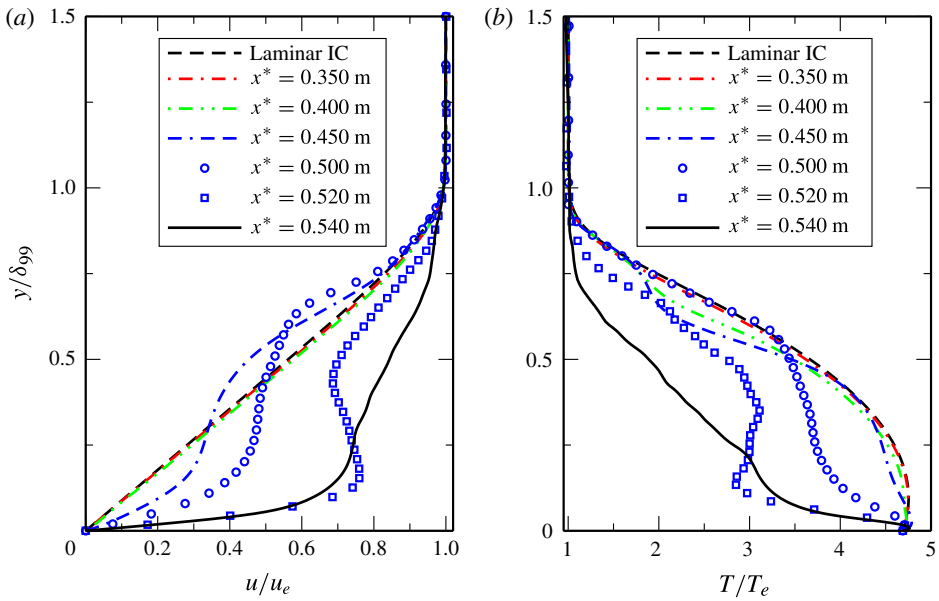 (a)
1.5
1.0
0.5
0
y/δ99
Laminar IC
x* = 0.350 m
x* = 0.400 m
x* = 0.450 m
x* = 0.500 m
x* = 0.520 m
x* = 0.540 m
0 0.2 0.4 0.6 0.8 1.0
u/ue
(b)
1.5
1.0
0.5
0
Laminar IC
x* = 0.350 m
x* = 0.400 m
x* = 0.450 m
x* = 0.500 m
x* = 0.520 m
x* = 0.540 m
1 2 3 4 5
T/Te